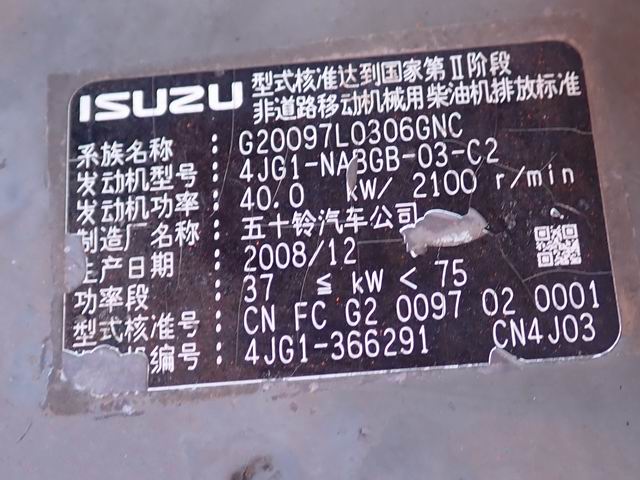 ISUZU 型式核准达到国家第Ⅱ阶段
非道路移动机械用柴油机排放标准
系族名称 : G20097L0306GNC
发动机型号 : 4JG1-NABGB-03-C2
发动机功率 : 40.0 kW/ 2100 r/min
制造厂名称 : 五十铃汽车公司
生产日期 : 2008/12
功率段 : 37 ≤ kW < 75
型式核准号 : CN FC G2 0097 02 0001
编号 : 4JG1-366291 CN4J03